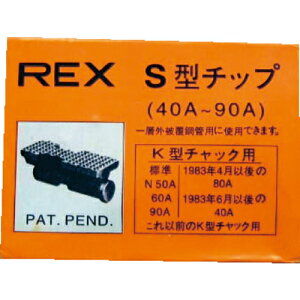 REX S型チップ
(40A~90A)
一層外被覆鋼管用に使用できます。
K型チャック用
標準 1983年4月以後の
N50A 80A
60A 1983年6月以後の
90A 40A
これ以前のK型チャック用
PAT. PEND.